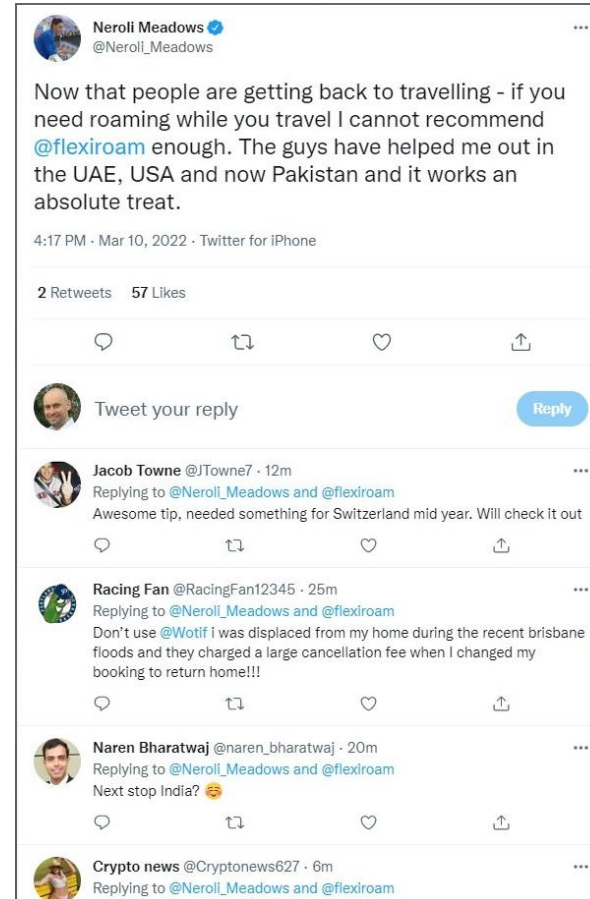 Neroli Meadows
@Neroli_Meadows
Now that people are getting back to travelling - if you
need roaming while you travel I cannot recommend
@flexiroam enough. The guys have helped me out in
the UAE, USA and now Pakistan and it works an
absolute treat.
4:17 PM · Mar 10, 2022 · Twitter for iPhone
2 Retweets 57 Likes
Tweet your reply
Reply
Jacob Towne @JTowne7 · 12m
Replying to @Neroli_Meadows and @flexiroam
Awesome tip, needed something for Switzerland mid year. Will check it out
Racing Fan @RacingFan12345 · 25m
Replying to @Neroli_Meadows and @flexiroam
Don't use @Wotif i was displaced from my home during the recent brisbane
floods and they charged a large cancellation fee when I changed my
booking to return home!!!
Naren Bharatwaj @naren_bharatwaj · 20m
Replying to @Neroli_Meadows and @flexiroam
Next stop India? ☺️
Crypto news @Cryptonews627 · 6m
Replying to @Neroli_Meadows and @flexiroam